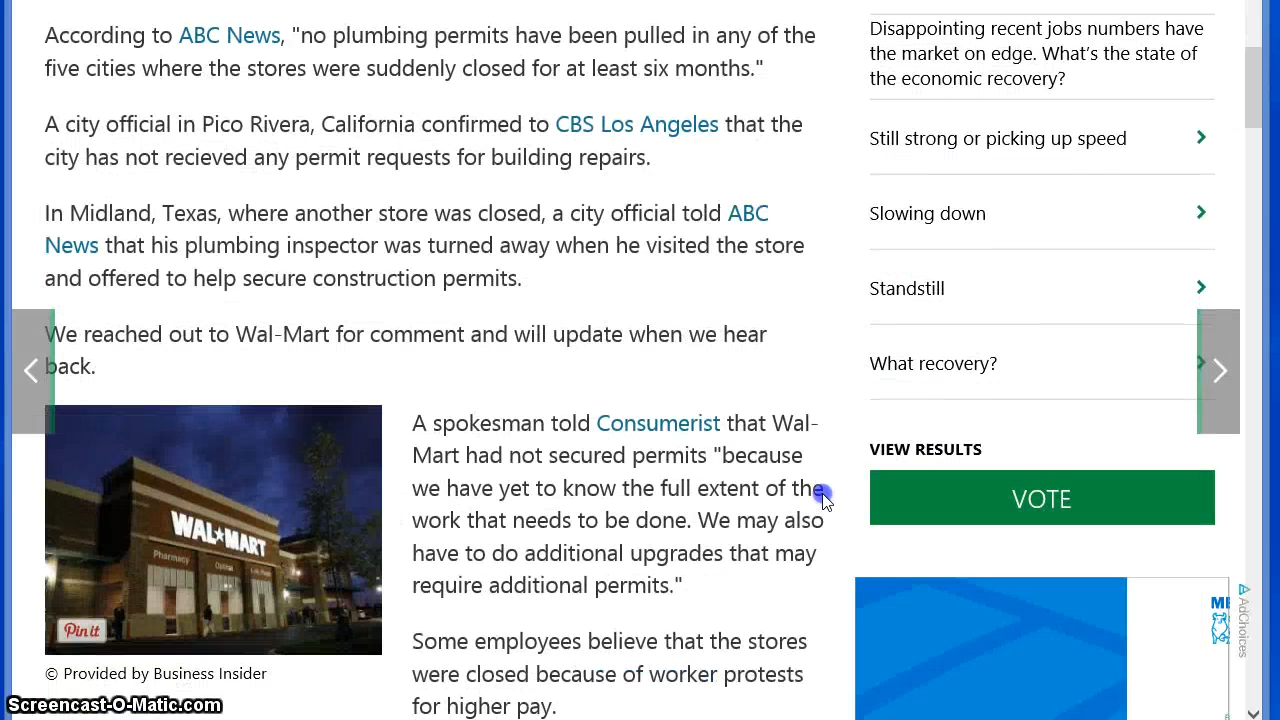 According to ABC News, "no plumbing permits have been pulled in any of the
five cities where the stores were suddenly closed for at least six months."
A city official in Pico Rivera, California confirmed to CBS Los Angeles that the
city has not recieved any permit requests for building repairs.
In Midland, Texas, where another store was closed, a city official told ABC
News that his plumbing inspector was turned away when he visited the store
and offered to help secure construction permits.
We reached out to Wal-Mart for comment and will update when we hear
back.
WAL★MART
Pharmacy
Pin it
© Provided by Business Insider
A spokesman told Consumerist that Wal-
Mart had not secured permits "because
we have yet to know the full extent of the
work that needs to be done. We may also
have to do additional upgrades that may
require additional permits."
Some employees believe that the stores
were closed because of worker protests
for higher pay.
Disappointing recent jobs numbers have
the market on edge. What's the state of
the economic recovery?
Still strong or picking up speed
Slowing down
Standstill
What recovery?
VIEW RESULTS
VOTE
AdChoices
Screencast-O-Matic.com